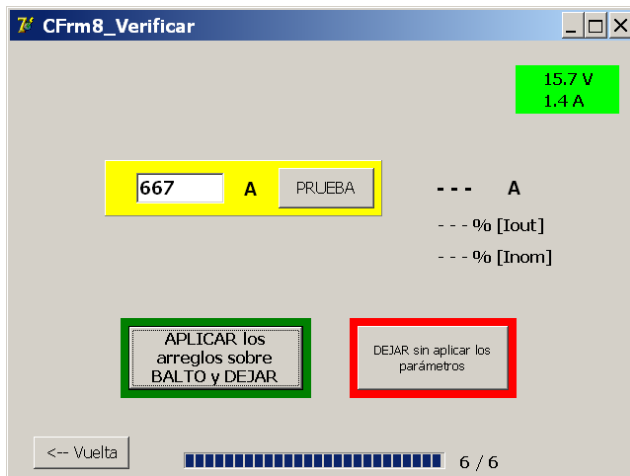 CFrm8_Verificar
15.7 V
1.4 A
667 A PRUEBA
--- A
--- % [Iout]
--- % [Inom]
APLICAR los
arreglos sobre
BALTO y DEJAR
DEJAR sin aplicar los
parámetros
<-- Vuelta
6 / 6